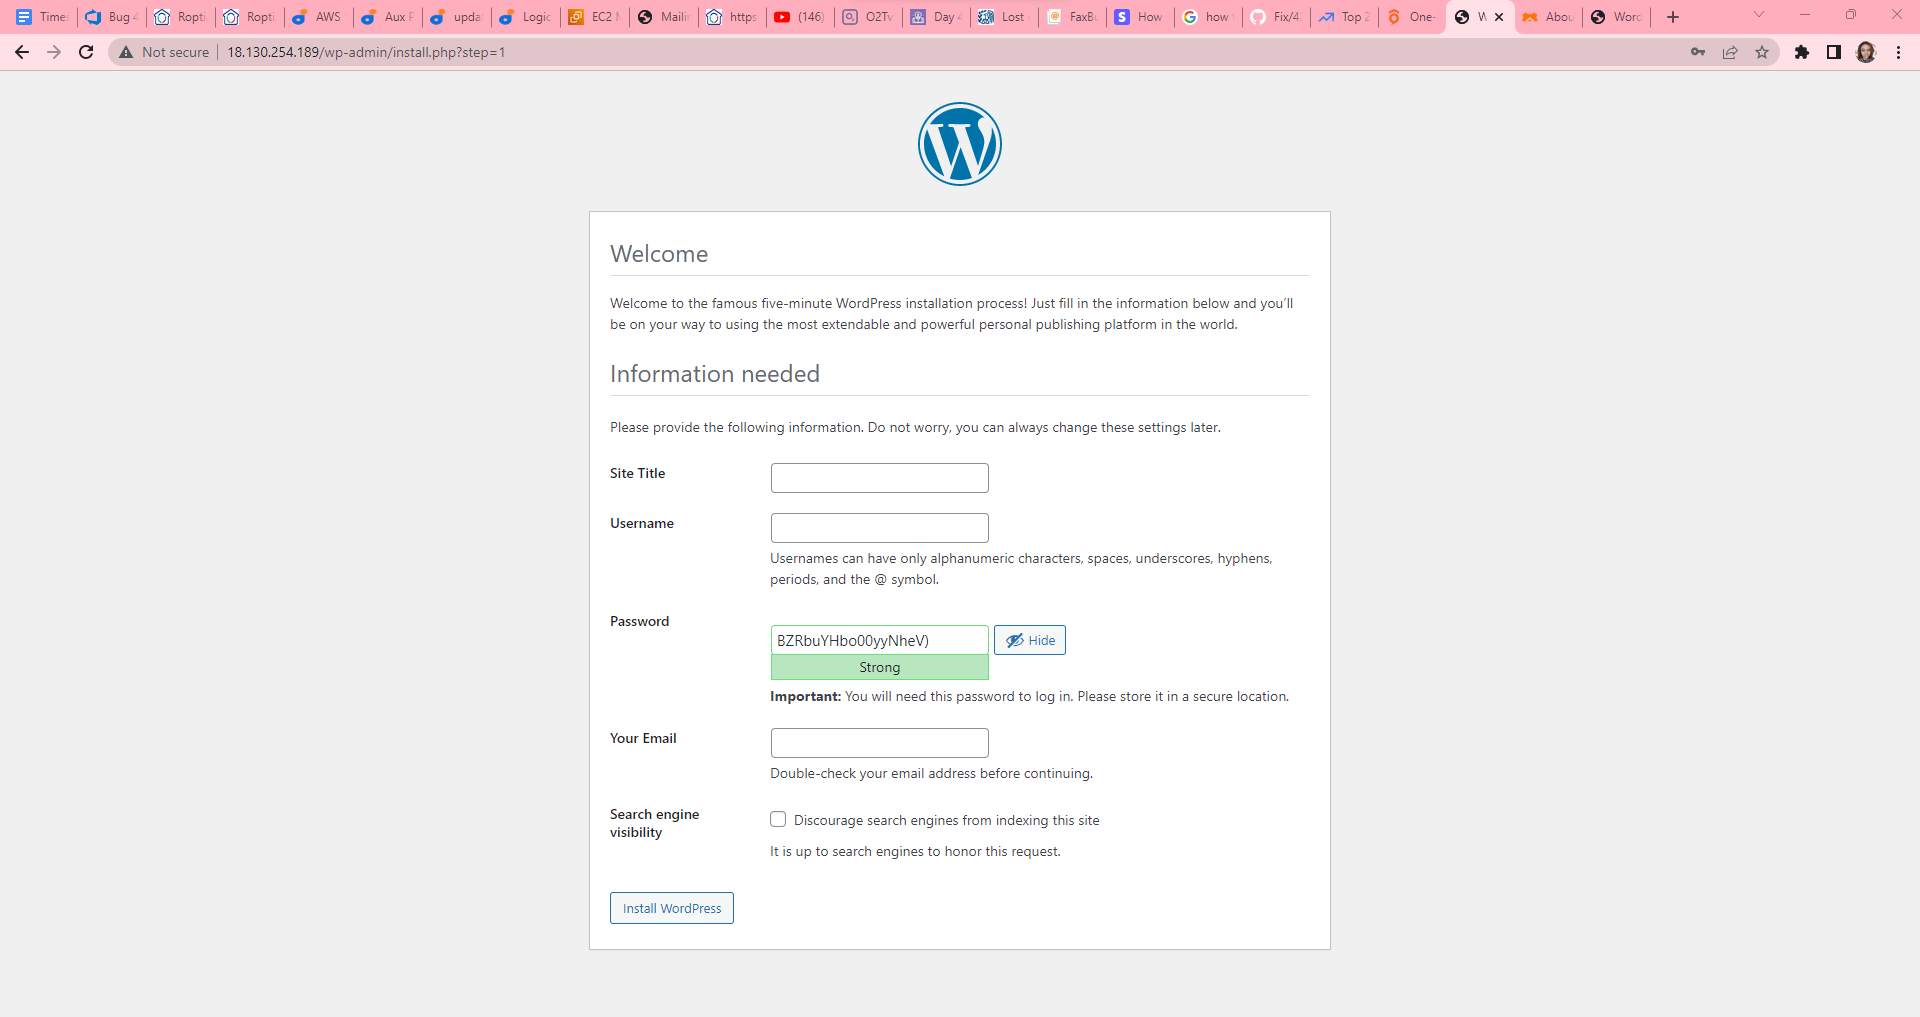 Time:
Bug 4
Ropti
Ropti
AWS
Aux F
updat
Logic
EC2 M
Mailin
https
(146)
O2Tv
Day 4
Lost
FaxBu
How
how
Fix/4.
Top 2
One-
W
Abou
Word
Not secure
18.130.254.189/wp-admin/install.php?step=1
Welcome
Welcome to the famous five-minute WordPress installation process! Just fill in the information below and you’ll
be on your way to using the most extendable and powerful personal publishing platform in the world.
Information needed
Please provide the following information. Do not worry, you can always change these settings later.
Site Title
Username
Usernames can have only alphanumeric characters, spaces, underscores, hyphens,
periods, and the @ symbol.
Password
BZRbuYHbo00yyNheV)
Hide
Strong
Important: You will need this password to log in. Please store it in a secure location.
Your Email
Double-check your email address before continuing.
Search engine
visibility
Discourage search engines from indexing this site
It is up to search engines to honor this request.
Install WordPress